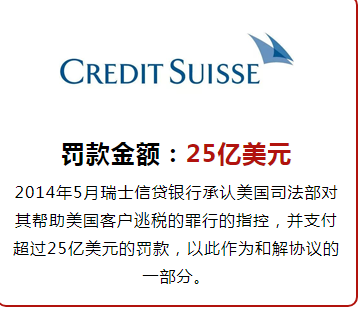 CREDIT SUISSE
罚款金额：25亿美元
2014年5月瑞士信贷银行承认美国司法部对
其帮助美国客户逃税的罪行的指控，并支付
超过25亿美元的罚款，以此作为和解协议的
一部分。